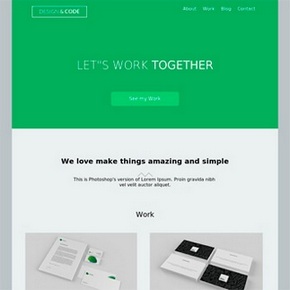 DESIGN&CODE
About Work Blog Contact
LET"S WORK TOGETHER
See my Work
We love make things amazing and simple
This is Photoshop's version of Lorem Ipsum. Proin gravida nibh
vel velit auctor aliquet.
Work